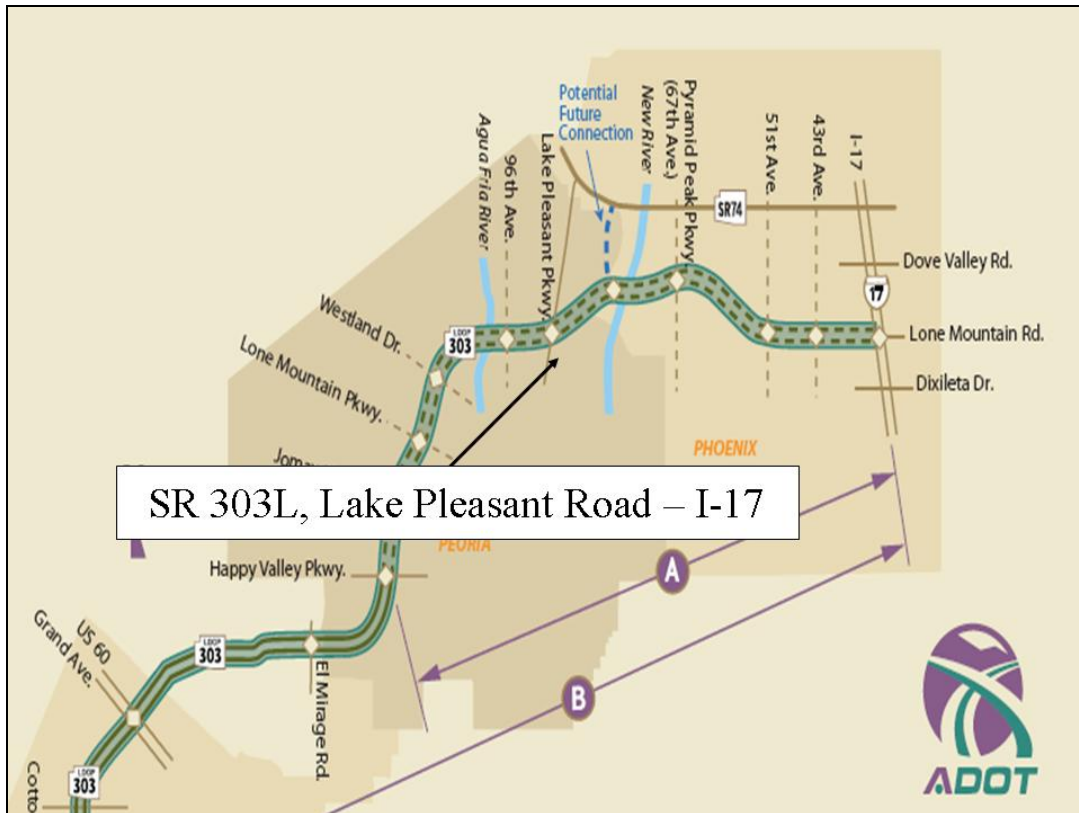 Potential
Future
Connection
Agua Fria River
96th Ave.
Lake Pleasant Pkwy.
New River
Pyramid Peak Pkwy
(67th Ave.)
51st Ave.
43rd Ave.
I-17
SR74
Dove Valley Rd.
17
Westland Dr.
LOOP
303
Lone Mountain Rd.
Lone Mountain Pkwy.
Dixileta Dr.
PHOENIX
SR 303L, Lake Pleasant Road – I-17
PEORIA
Happy Valley Pkwy.
A
US 60
Grand Ave.
LOOP
303
El Mirage Rd.
B
LOOP
303
ADOT